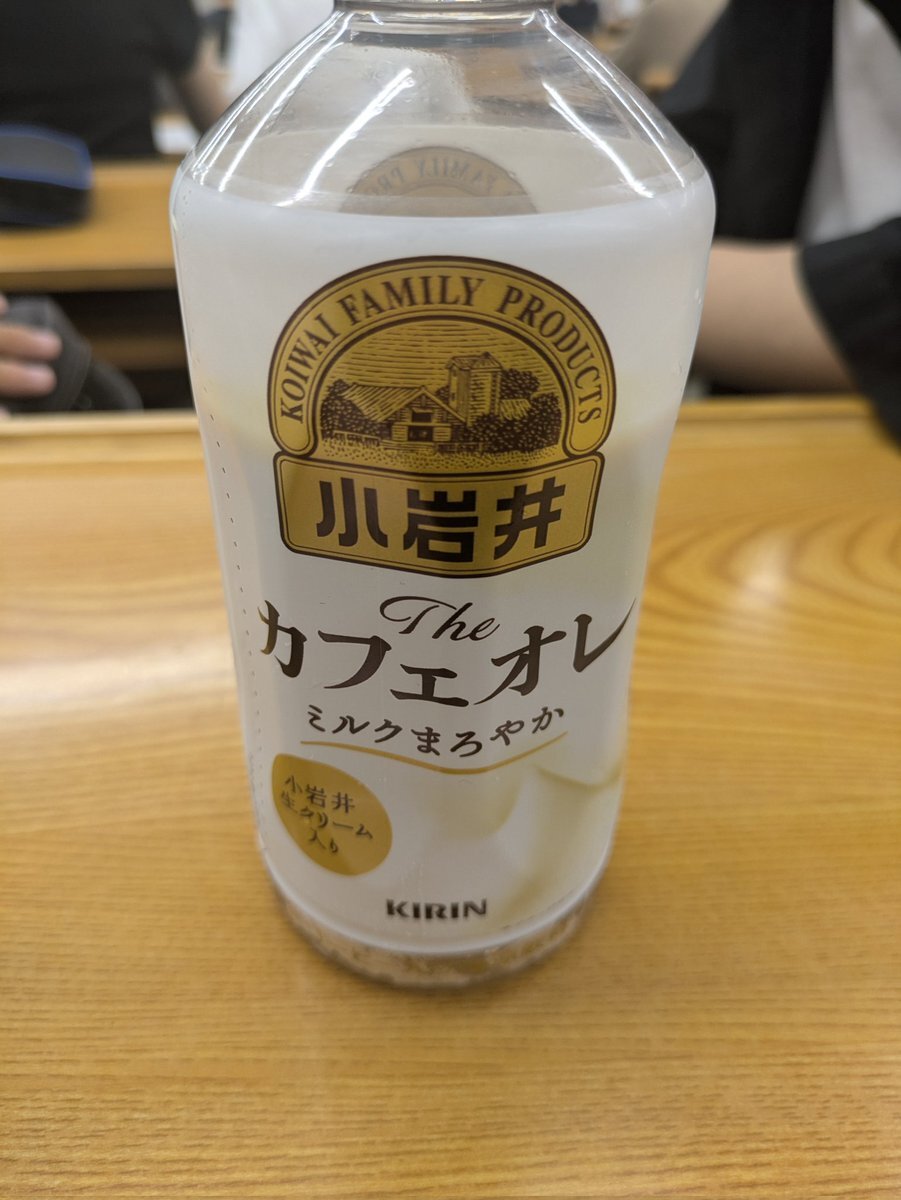 KOIWAI FAMILY PRODUCTS
小岩井
The
カフェオレ
ミルクまろやか
小岩井
生クリーム
入り
KIRIN